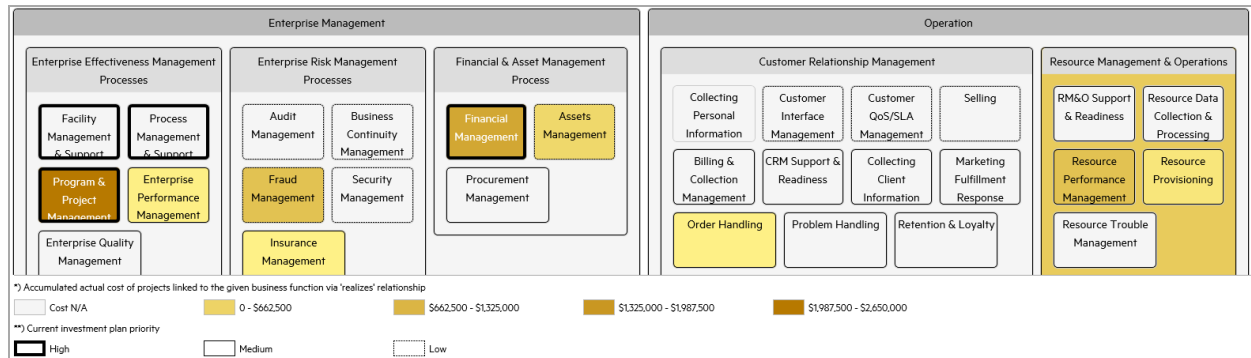 Enterprise Management
Operation
Enterprise Effectiveness Management
Processes
Enterprise Risk Management
Processes
Financial & Asset Management
Process
Customer Relationship Management
Resource Management & Operations
Facility
Management
& Support
Process
Management
& Support
Program &
Project
Management
Enterprise
Performance
Management
Enterprise Quality
Management
Audit
Management
Business
Continuity
Management
Fraud
Management
Security
Management
Insurance
Management
Financial
Management
Assets
Management
Procurement
Management
Collecting
Personal
Information
Customer
Interface
Management
Customer
QoS/SLA
Management
Selling
Billing &
Collection
Management
CRM Support &
Readiness
Collecting
Client
Information
Marketing
Fulfillment
Response
Order Handling
Problem Handling
Retention & Loyalty
RM&O Support
& Readiness
Resource Data
Collection &
Processing
Resource
Performance
Management
Resource
Provisioning
Resource Trouble
Management
*) Accumulated actual cost of projects linked to the given business function via 'realizes' relationship
Cost N/A
0 - $662,500
$662,500 - $1,325,000
$1,325,000 - $1,987,500
$1,987,500 - $2,650,000
**) Current investment plan priority
High
Medium
Low